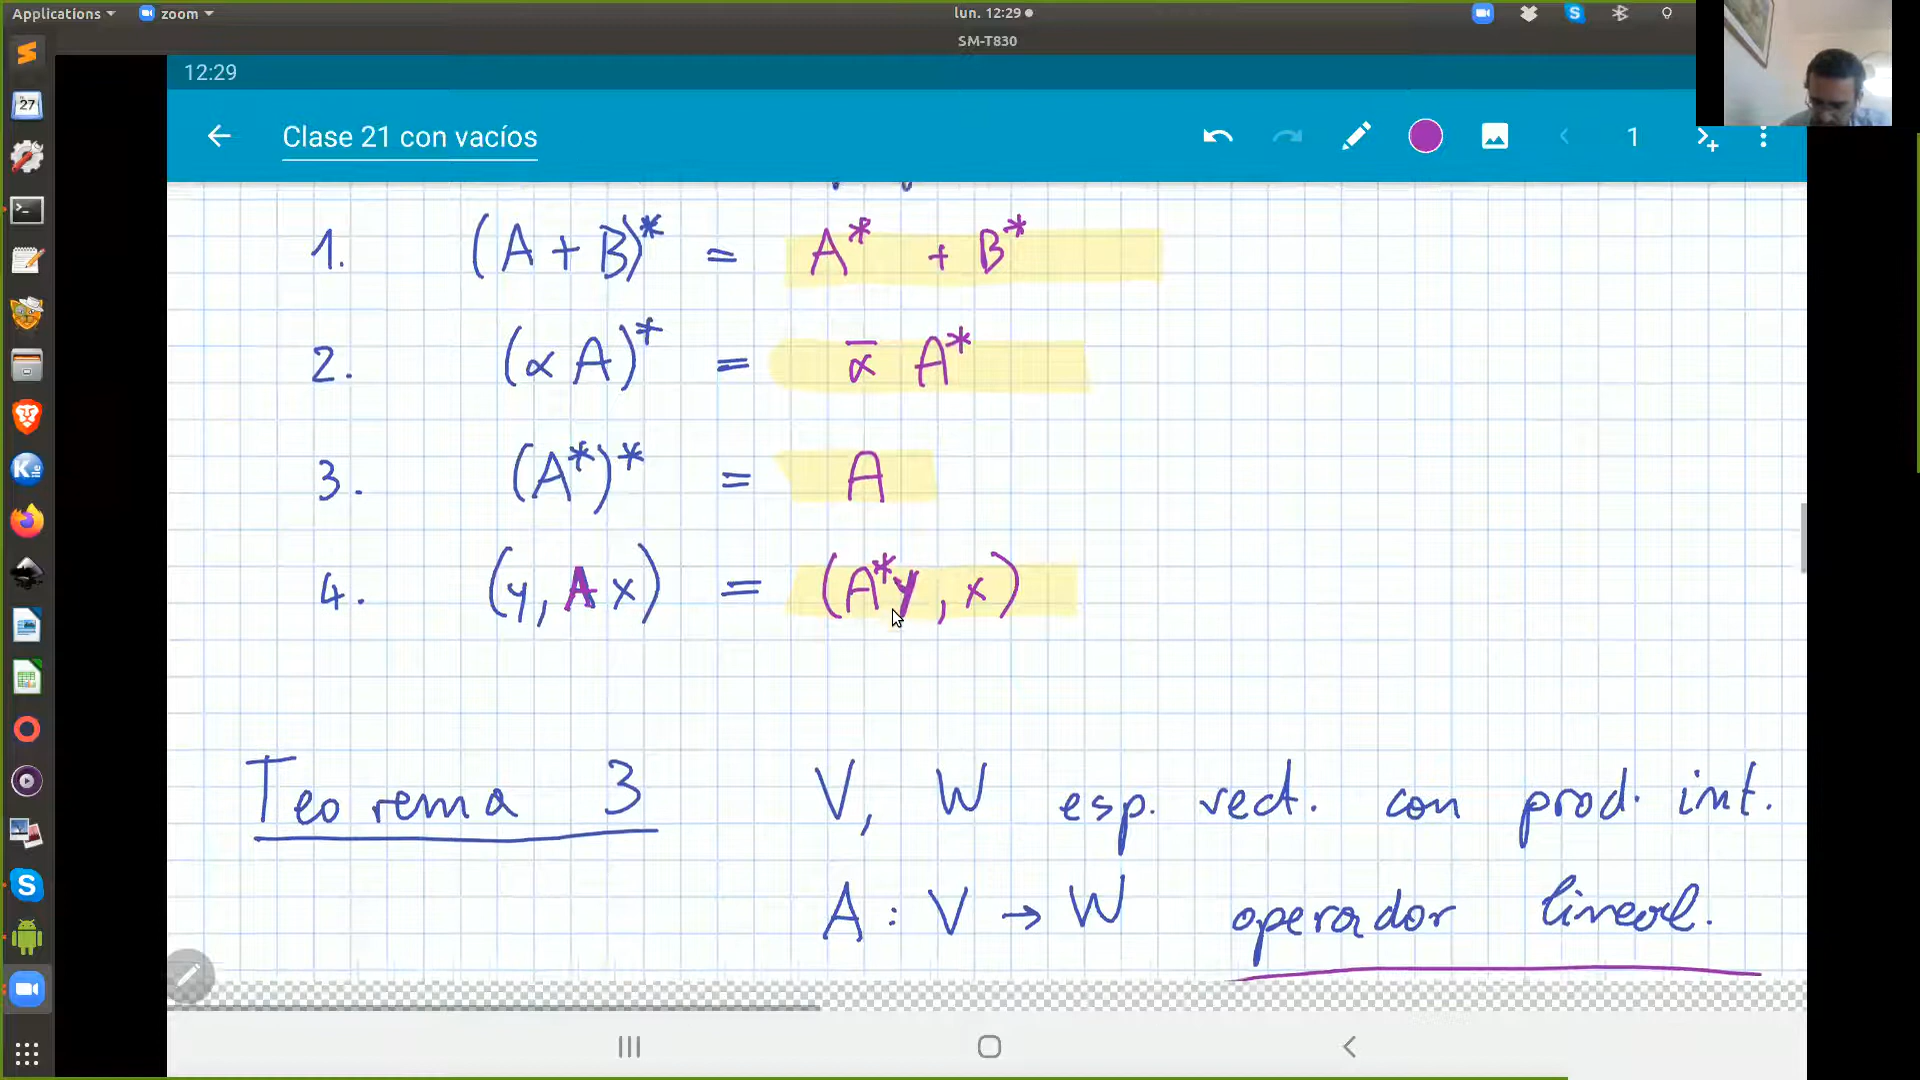 Applications zoom lun. 12:29
SM-T830
12:29
27
Clase 21 con vacíos 1
1. (A + B)* = A* + B*
2. (α A)* = ᾱ A*
3. (A*)* = A
4. (y, A x) = (A*y, x)
Teorema 3 V, W esp. vect. con prod. int.
A : V → W operador lineal.